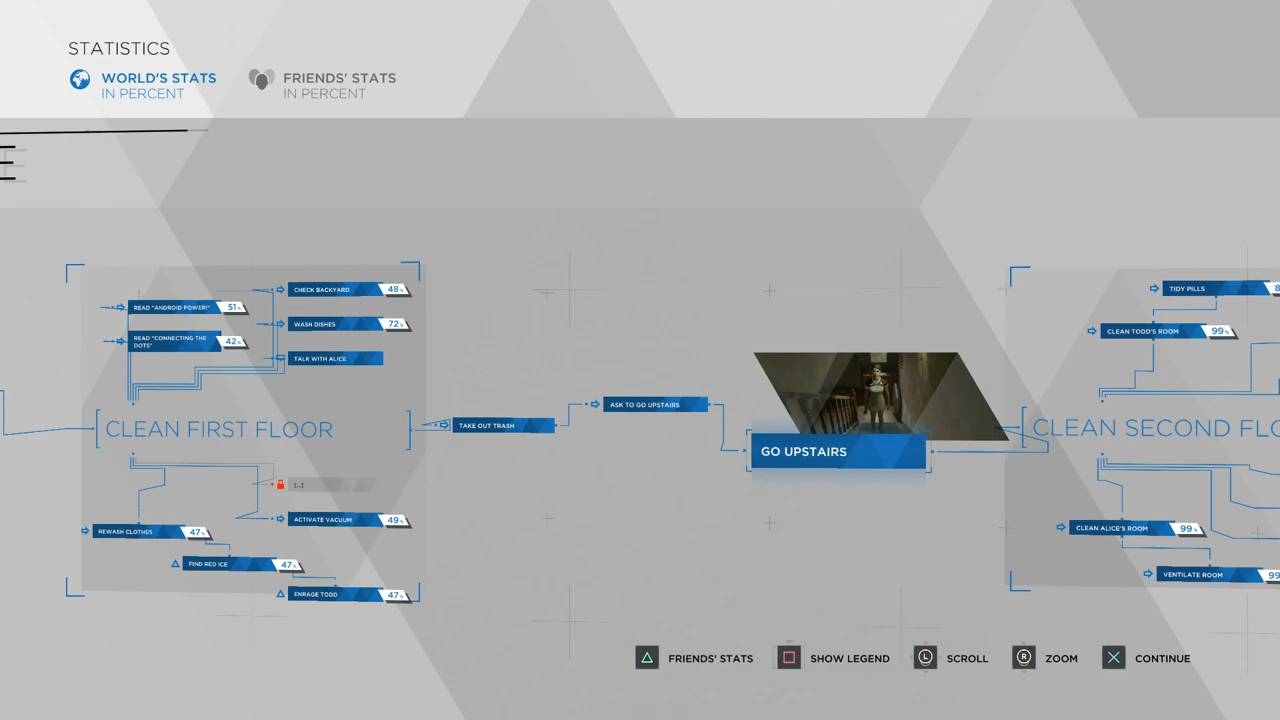 STATISTICS
WORLD'S STATS
IN PERCENT
FRIENDS' STATS
IN PERCENT
CHECK BACKYARD 48%
READ "ANDROID POWER!" 51%
WASH DISHES 72%
READ "CONNECTING THE
DOTS" 42%
TALK WITH ALICE
CLEAN FIRST FLOOR
[...]
ACTIVATE VACUUM 49%
REWASH CLOTHES 47%
FIND RED ICE 47%
ENRAGE TODD 47%
TAKE OUT TRASH
ASK TO GO UPSTAIRS
GO UPSTAIRS
TIDY PILLS 8
CLEAN TODD'S ROOM 99%
CLEAN SECOND FLO
CLEAN ALICE'S ROOM 99%
VENTILATE ROOM 99
FRIENDS' STATS
SHOW LEGEND
L SCROLL
R ZOOM
CONTINUE